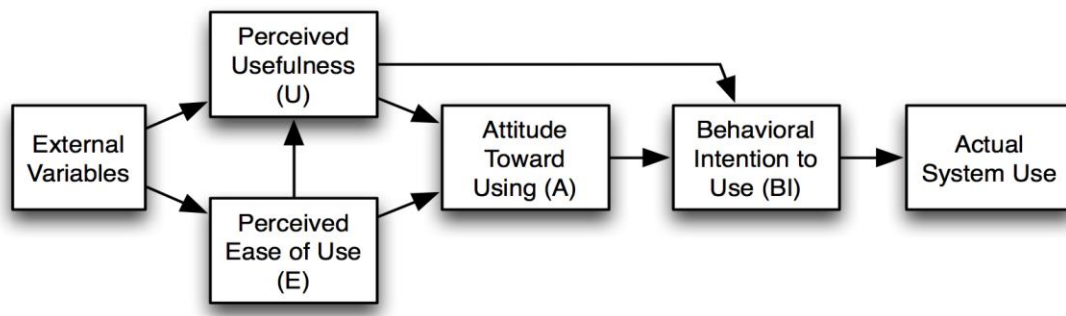 External
Variables
Perceived
Usefulness
(U)
Perceived
Ease of Use
(E)
Attitude
Toward
Using (A)
Behavioral
Intention to
Use (BI)
Actual
System Use